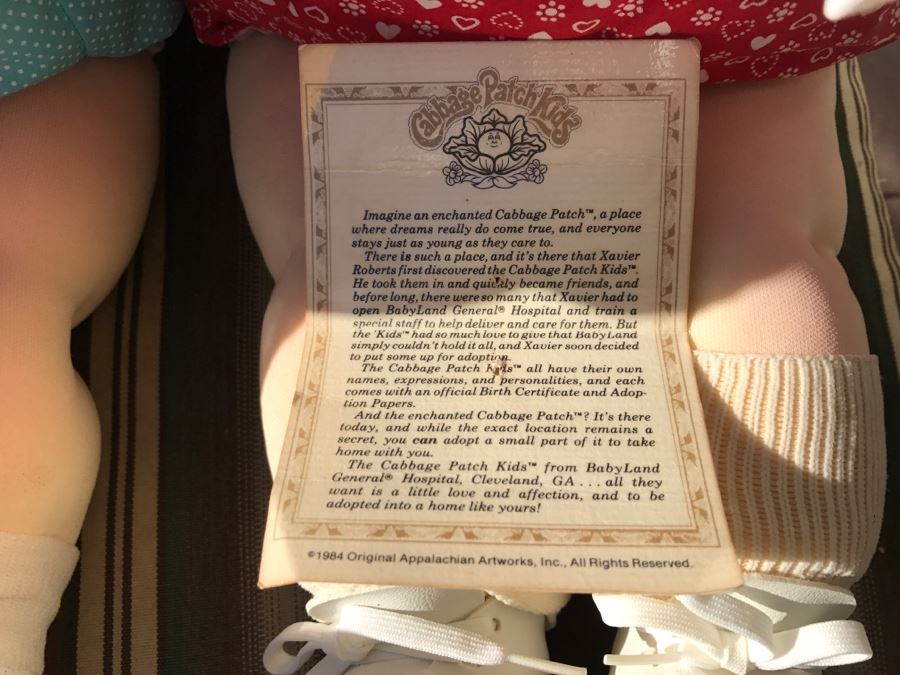 Cabbage Patch Kids
Imagine an enchanted Cabbage Patch™, a place
where dreams really do come true, and everyone
stays just as young as they care to.
There is such a place, and it's there that Xavier
Roberts first discovered the Cabbage Patch Kids™.
He took them in and quickly became friends, and
before long, there were so many that Xavier had to
open BabyLand General® Hospital and train a
special staff to help deliver and care for them. But
the 'Kids'™ had so much love to give that BabyLand
simply couldn't hold it all, and Xavier soon decided
to put some up for adoption.
The Cabbage Patch Kids™ all have their own
names, expressions, and personalities, and each
comes with an official Birth Certificate and Adop-
tion Papers.
And the enchanted Cabbage Patch™? It's there
today, and while the exact location remains a
secret, you can adopt a small part of it to take
home with you.
The Cabbage Patch Kids™ from BabyLand
General® Hospital, Cleveland, GA . . . all they
want is a little love and affection, and to be
adopted into a home like yours!
©1984 Original Appalachian Artworks, Inc., All Rights Reserved.